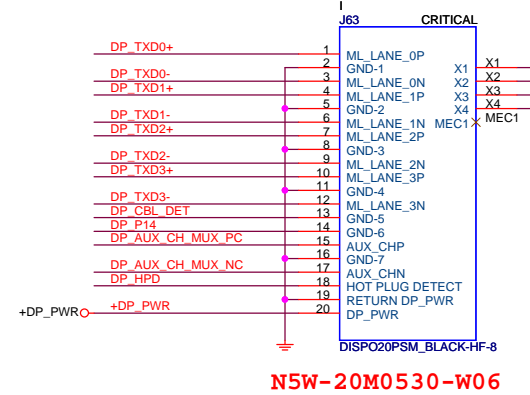 J63 CRITICAL
DP_TXD0+ 1 ML_LANE_0P
2 GND-1 X1 X1
DP_TXD0- 3 ML_LANE_0N X2 X2
DP_TXD1+ 4 ML_LANE_1P X3 X3
5 GND-2 X4 X4
DP_TXD1- 6 ML_LANE_1N MEC1 MEC1
DP_TXD2+ 7 ML_LANE_2P
8 GND-3
DP_TXD2- 9 ML_LANE_2N
DP_TXD3+ 10 ML_LANE_3P
11 GND-4
DP_TXD3- 12 ML_LANE_3N
DP_CBL_DET 13 GND-5
DP_P14 14 GND-6
DP_AUX_CH_MUX_PC 15 AUX_CHP
16 GND-7
DP_AUX_CH_MUX_NC 17 AUX_CHN
DP_HPD 18 HOT PLUG DETECT
19 RETURN DP_PWR
+DP_PWR +DP_PWR 20 DP_PWR
DISPO20PSM_BLACK-HF-8
N5W-20M0530-W06